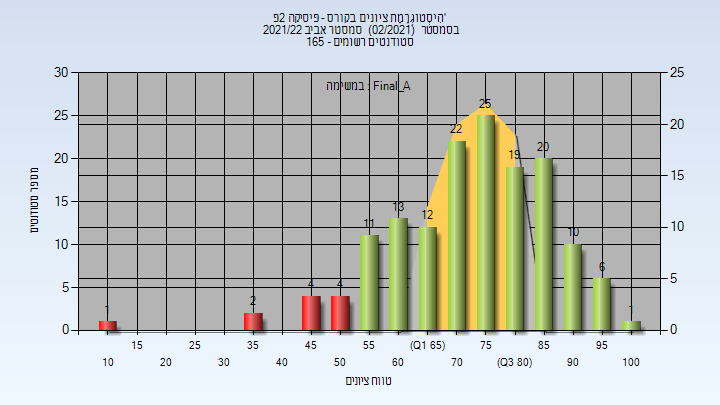 היסטוגרמת ציונים בקורס - פיסיקה 2פ'
בסמסטר (02/2021) סמסטר אביב 2021/22
סטודנטים רשומים - 165
במשימה : Final_A
מספר סטודנטים
30 25 20 15 10 5 0
25 20 15 10 5 0
1 2 4 4 11 13 12 22 25 19 20 10 6 1
15 25 35 45 55 (Q1 65) 75 85 95
10 20 30 40 50 60 70 (Q3 80) 90 100
טווח ציונים